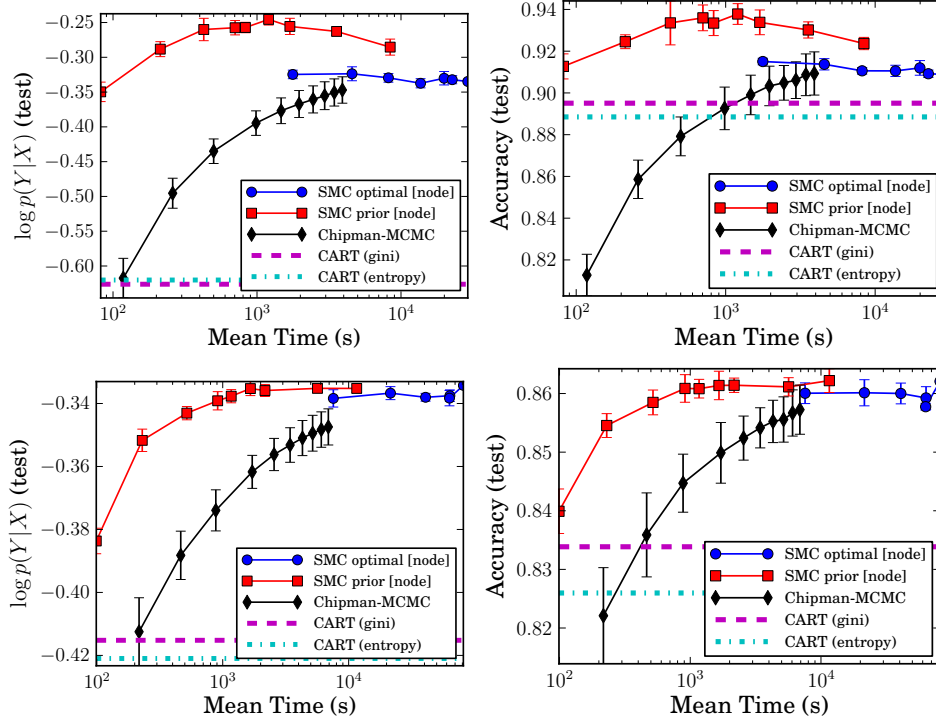 log p(Y|X) (test)
−0.25
−0.30
−0.35
−0.40
−0.45
−0.50
−0.55
−0.60
SMC optimal [node]
SMC prior [node]
Chipman-MCMC
CART (gini)
CART (entropy)
10² 10³ 10⁴
Mean Time (s)
Accuracy (test)
0.94
0.92
0.90
0.88
0.86
0.84
0.82
SMC optimal [node]
SMC prior [node]
Chipman-MCMC
CART (gini)
CART (entropy)
10² 10³ 10⁴
Mean Time (s)
log p(Y|X) (test)
−0.34
−0.36
−0.38
−0.40
−0.42
SMC optimal [node]
SMC prior [node]
Chipman-MCMC
CART (gini)
CART (entropy)
10² 10³ 10⁴
Mean Time (s)
Accuracy (test)
0.86
0.85
0.84
0.83
0.82
SMC optimal [node]
SMC prior [node]
Chipman-MCMC
CART (gini)
CART (entropy)
10² 10³ 10⁴
Mean Time (s)